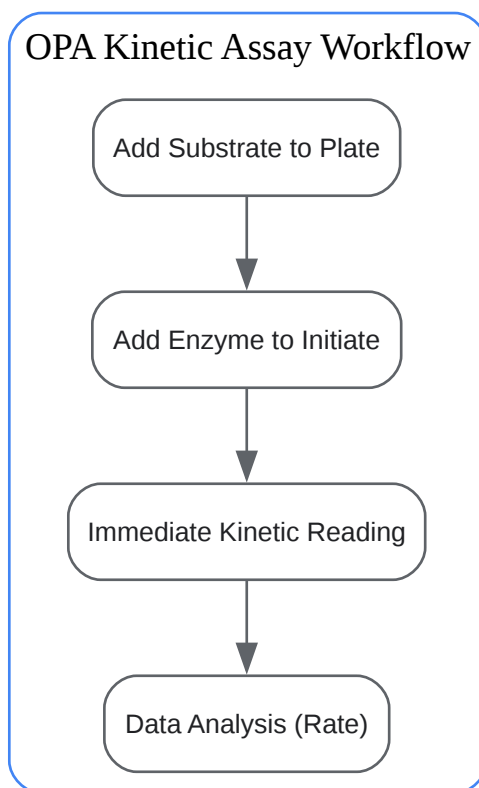 OPA Kinetic Assay Workflow
Add Substrate to Plate
Add Enzyme to Initiate
Immediate Kinetic Reading
Data Analysis (Rate)